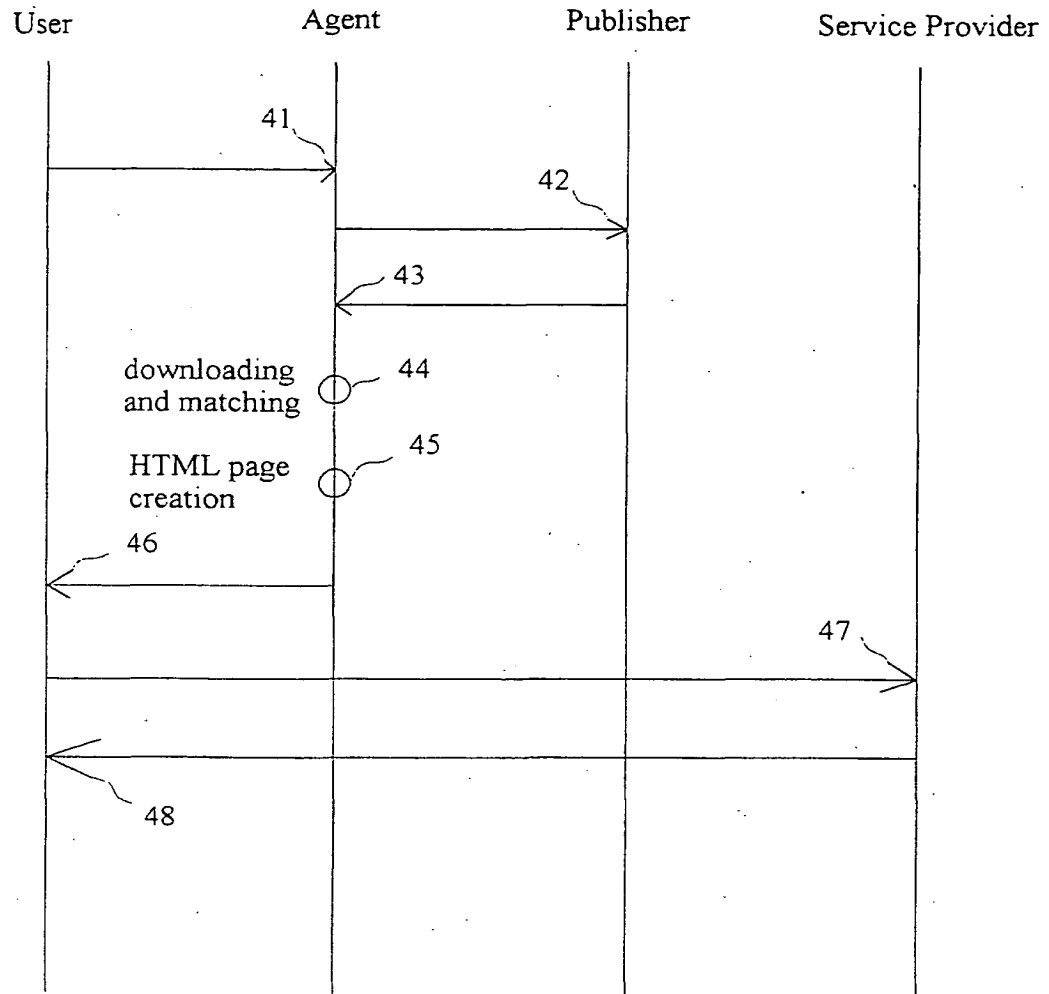 User
Agent
Publisher
Service Provider
41
42
43
downloading
and matching
44
HTML page
creation
45
46
47
48